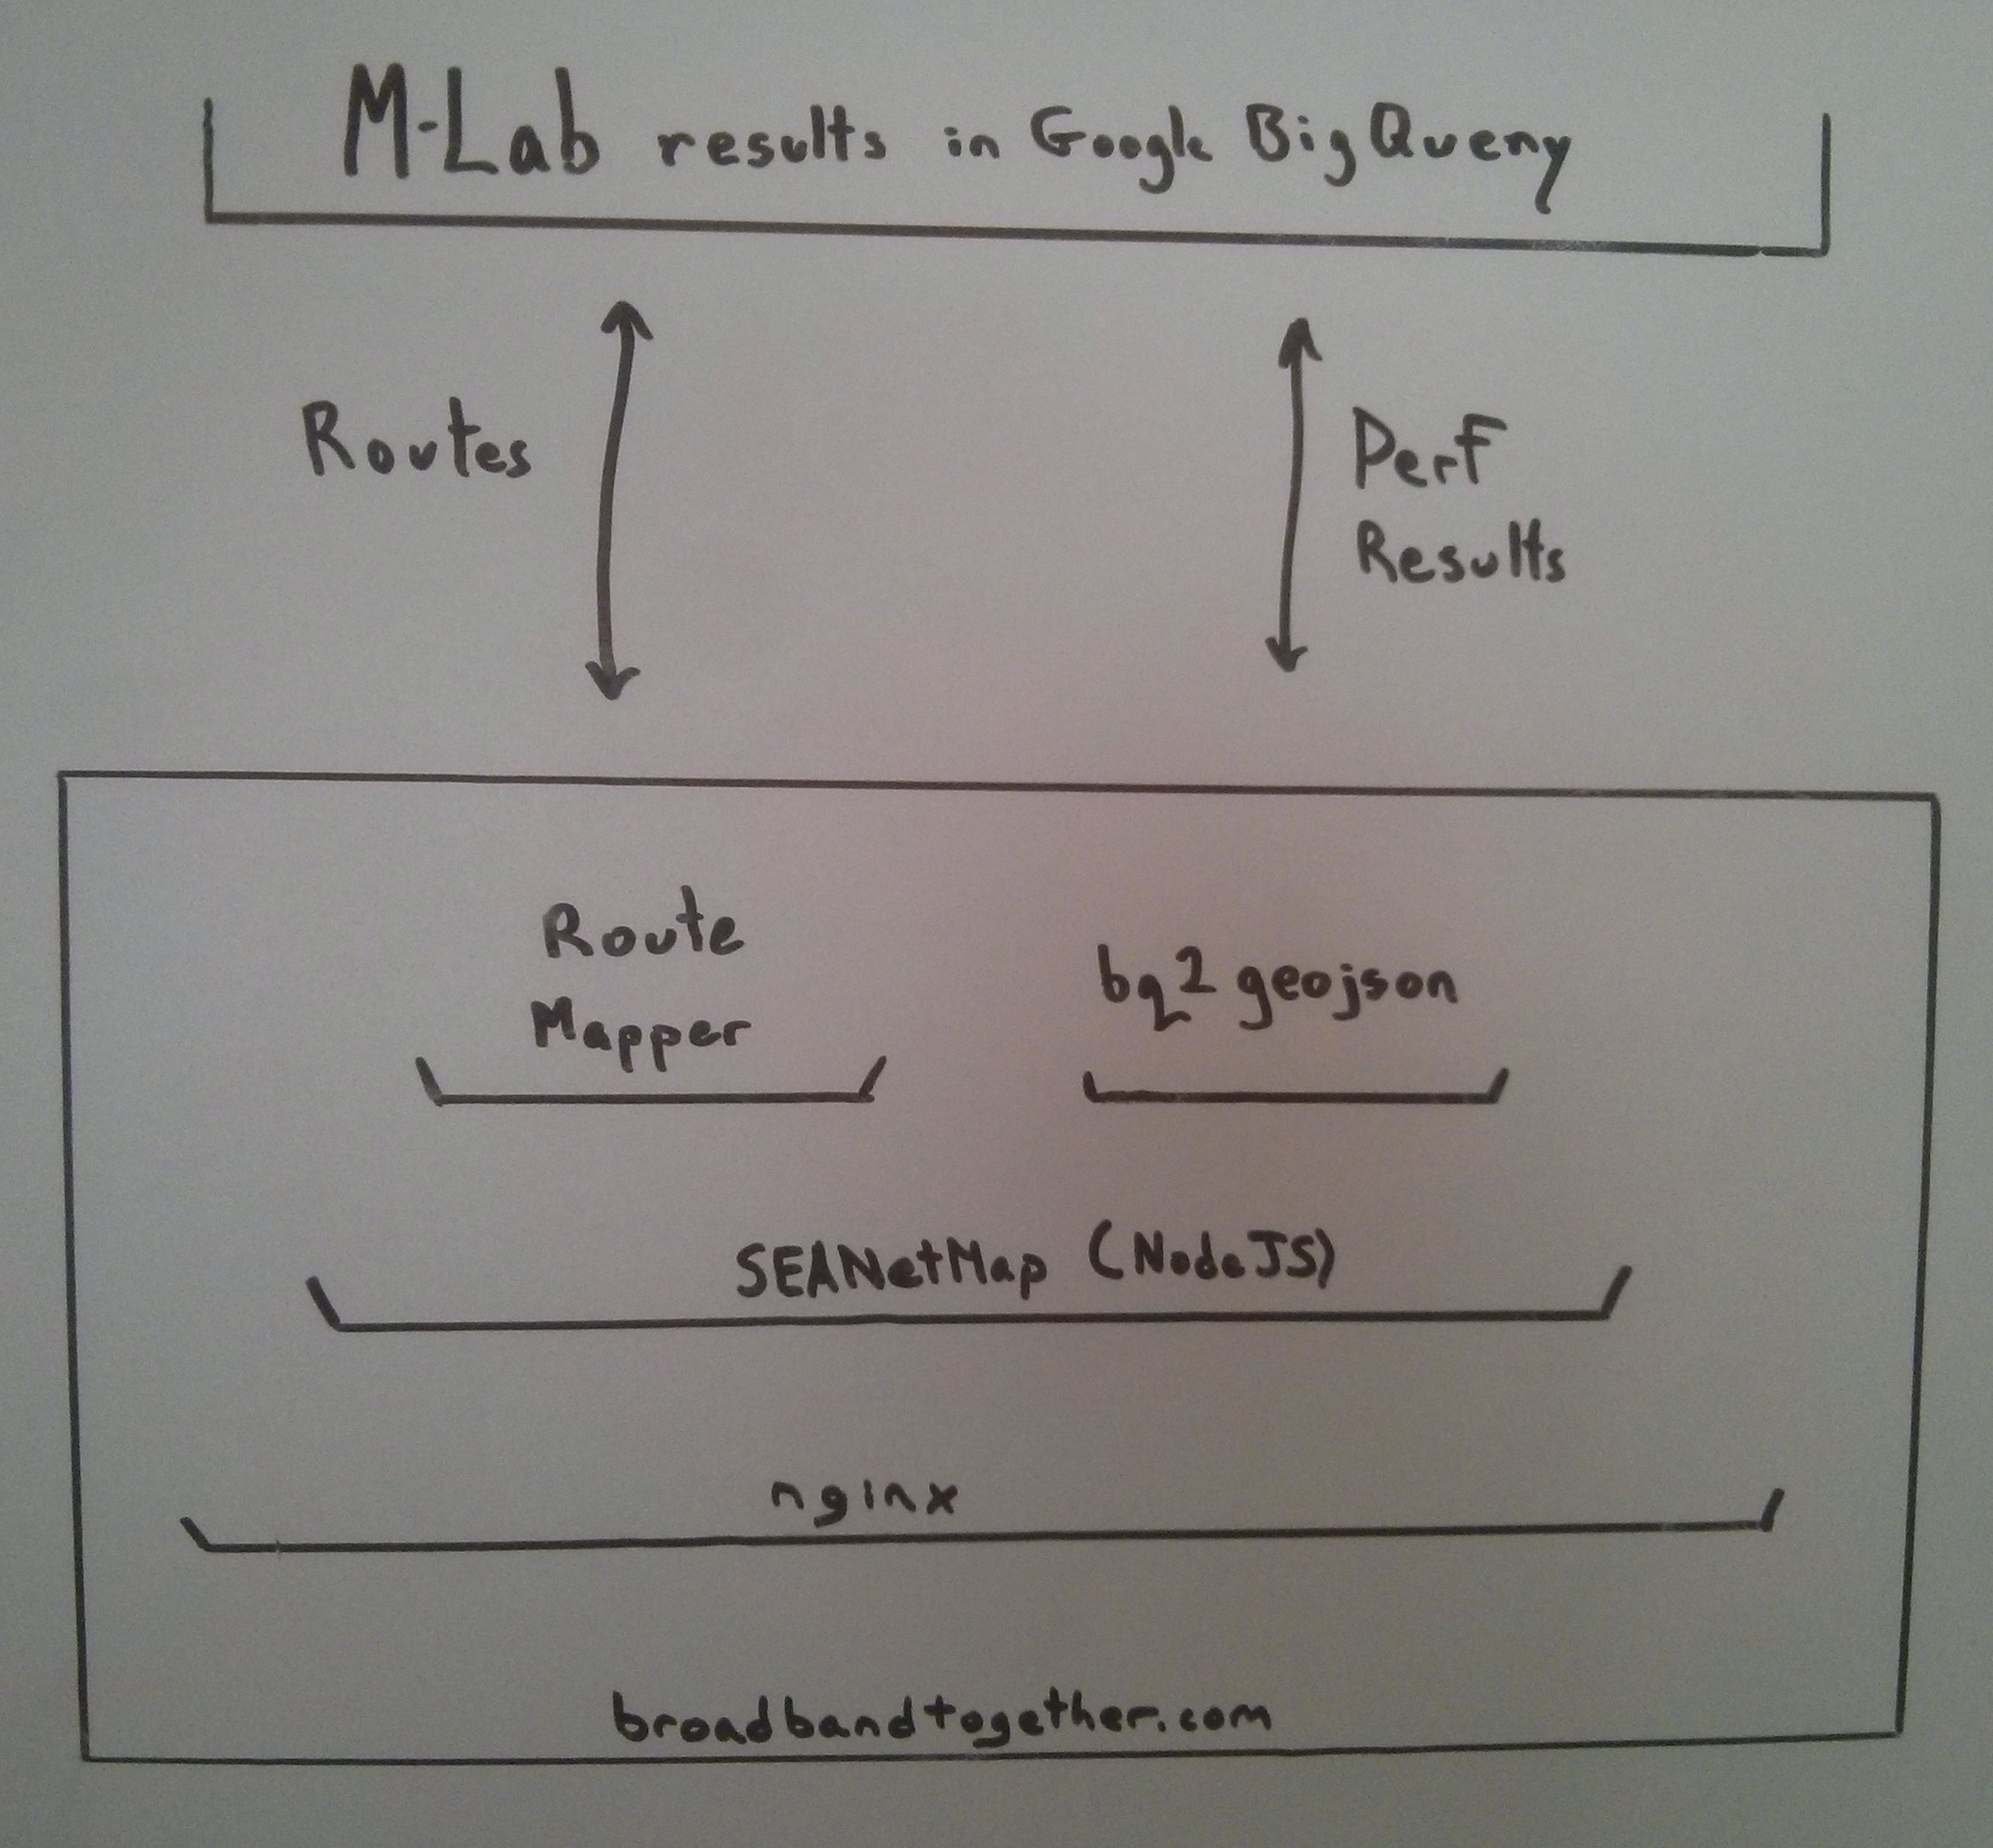 M-Lab results in Google BigQuery
Routes
Perf
Results
Route
Mapper
bq2geojson
SEANetMap (NodeJS)
nginx
broadbandtogether.com